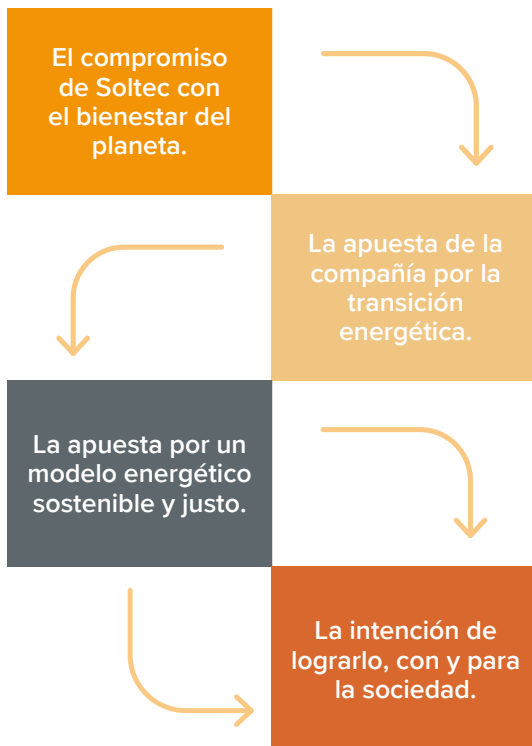 El compromiso
de Soltec con
el bienestar del
planeta.
La apuesta de la
compañía por la
transición
energética.
La apuesta por un
modelo energético
sostenible y justo.
La intención de
lograrlo, con y para
la sociedad.